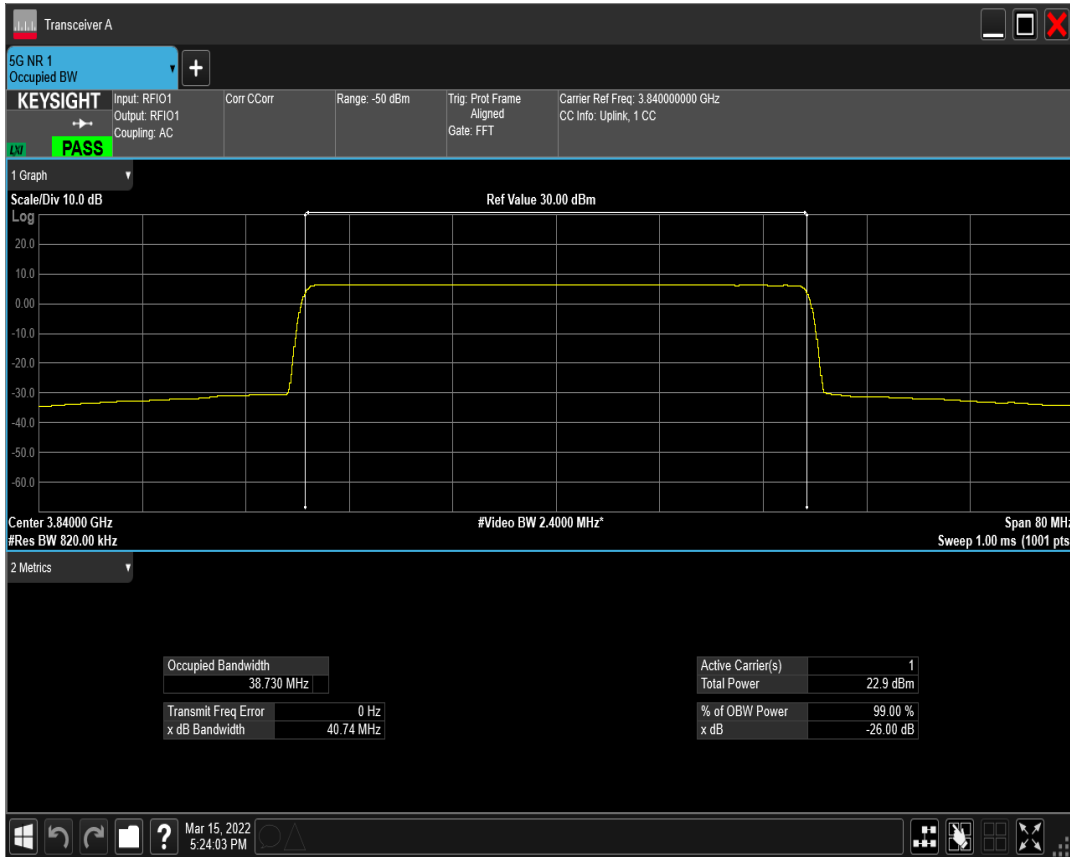 Transceiver A
5G NR 1
Occupied BW
KEYSIGHT
LXI
PASS
Input: RFIO1
Output: RFIO1
Coupling: AC
Corr CCorr
Range: -50 dBm
Trig: Prot Frame
Aligned
Gate: FFT
Carrier Ref Freq: 3.840000000 GHz
CC Info: Uplink, 1 CC
1 Graph
Scale/Div 10.0 dB
Ref Value 30.00 dBm
Log
20.0
10.0
0.00
-10.0
-20.0
-30.0
-40.0
-50.0
-60.0
Center 3.84000 GHz
#Video BW 2.4000 MHz*
Span 80 MHz
#Res BW 820.00 kHz
Sweep 1.00 ms (1001 pts
2 Metrics
Occupied Bandwidth
38.730 MHz
Transmit Freq Error 0 Hz
x dB Bandwidth 40.74 MHz
Active Carrier(s) 1
Total Power 22.9 dBm
% of OBW Power 99.00 %
x dB -26.00 dB
Mar 15, 2022
5:24:03 PM